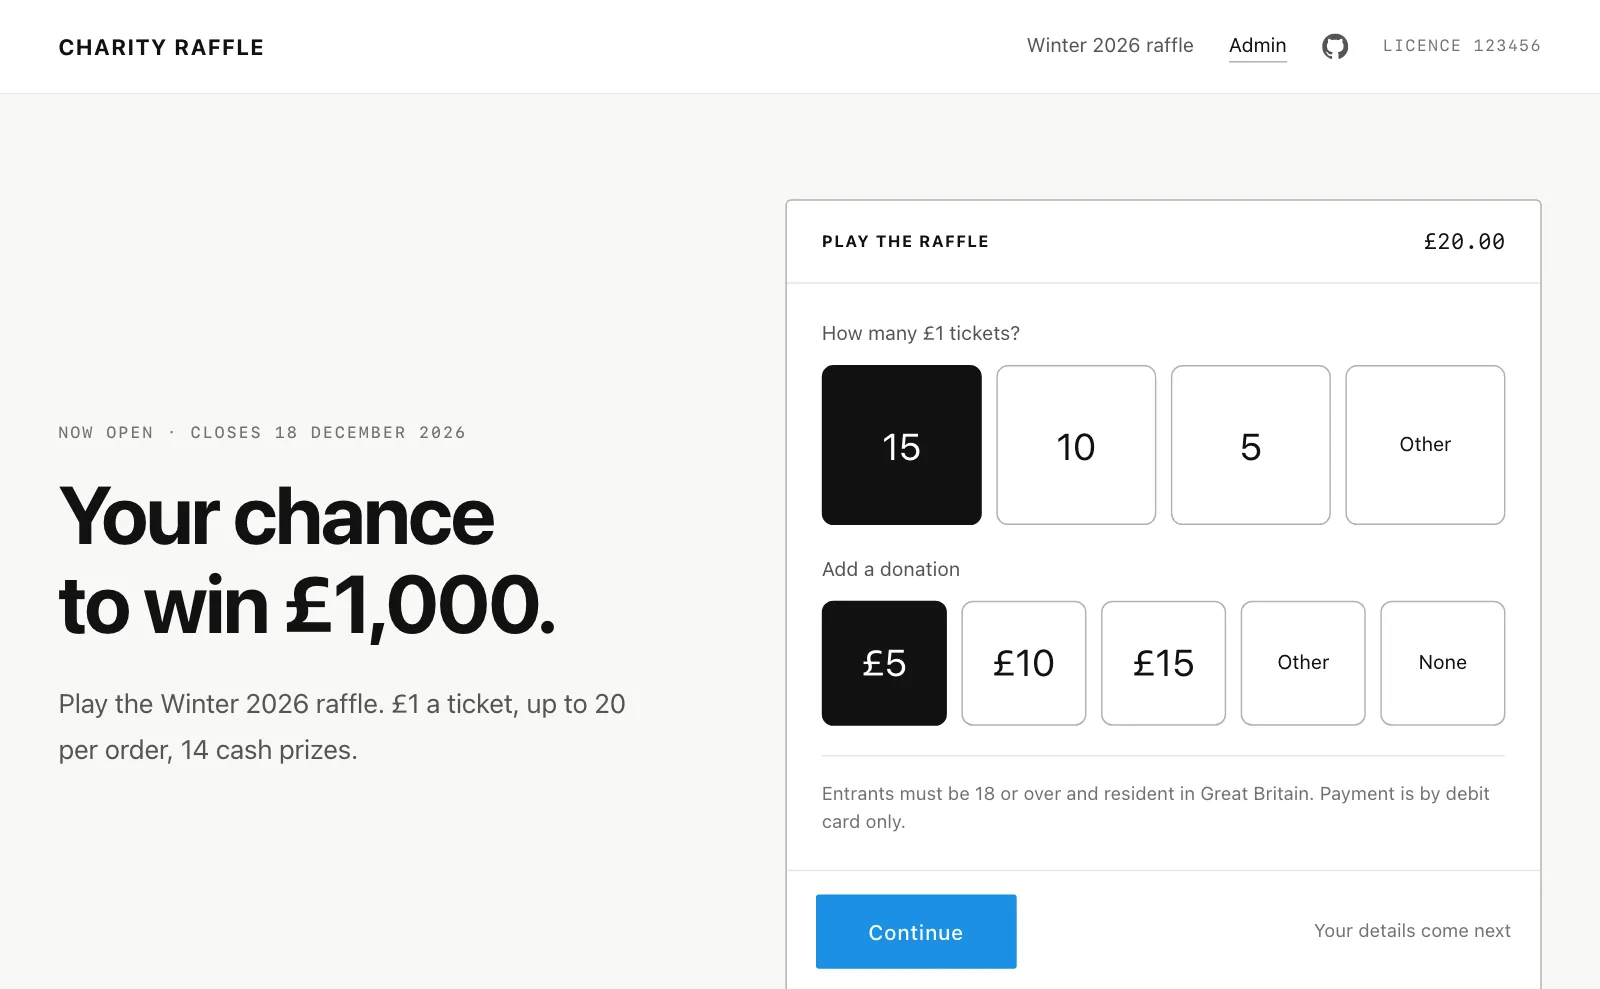 CHARITY RAFFLE
Winter 2026 raffle
Admin
LICENCE 123456
NOW OPEN · CLOSES 18 DECEMBER 2026
Your chance
to win £1,000.
Play the Winter 2026 raffle. £1 a ticket, up to 20
per order, 14 cash prizes.
PLAY THE RAFFLE
£20.00
How many £1 tickets?
15
10
5
Other
Add a donation
£5
£10
£15
Other
None
Entrants must be 18 or over and resident in Great Britain. Payment is by debit
card only.
Continue
Your details come next